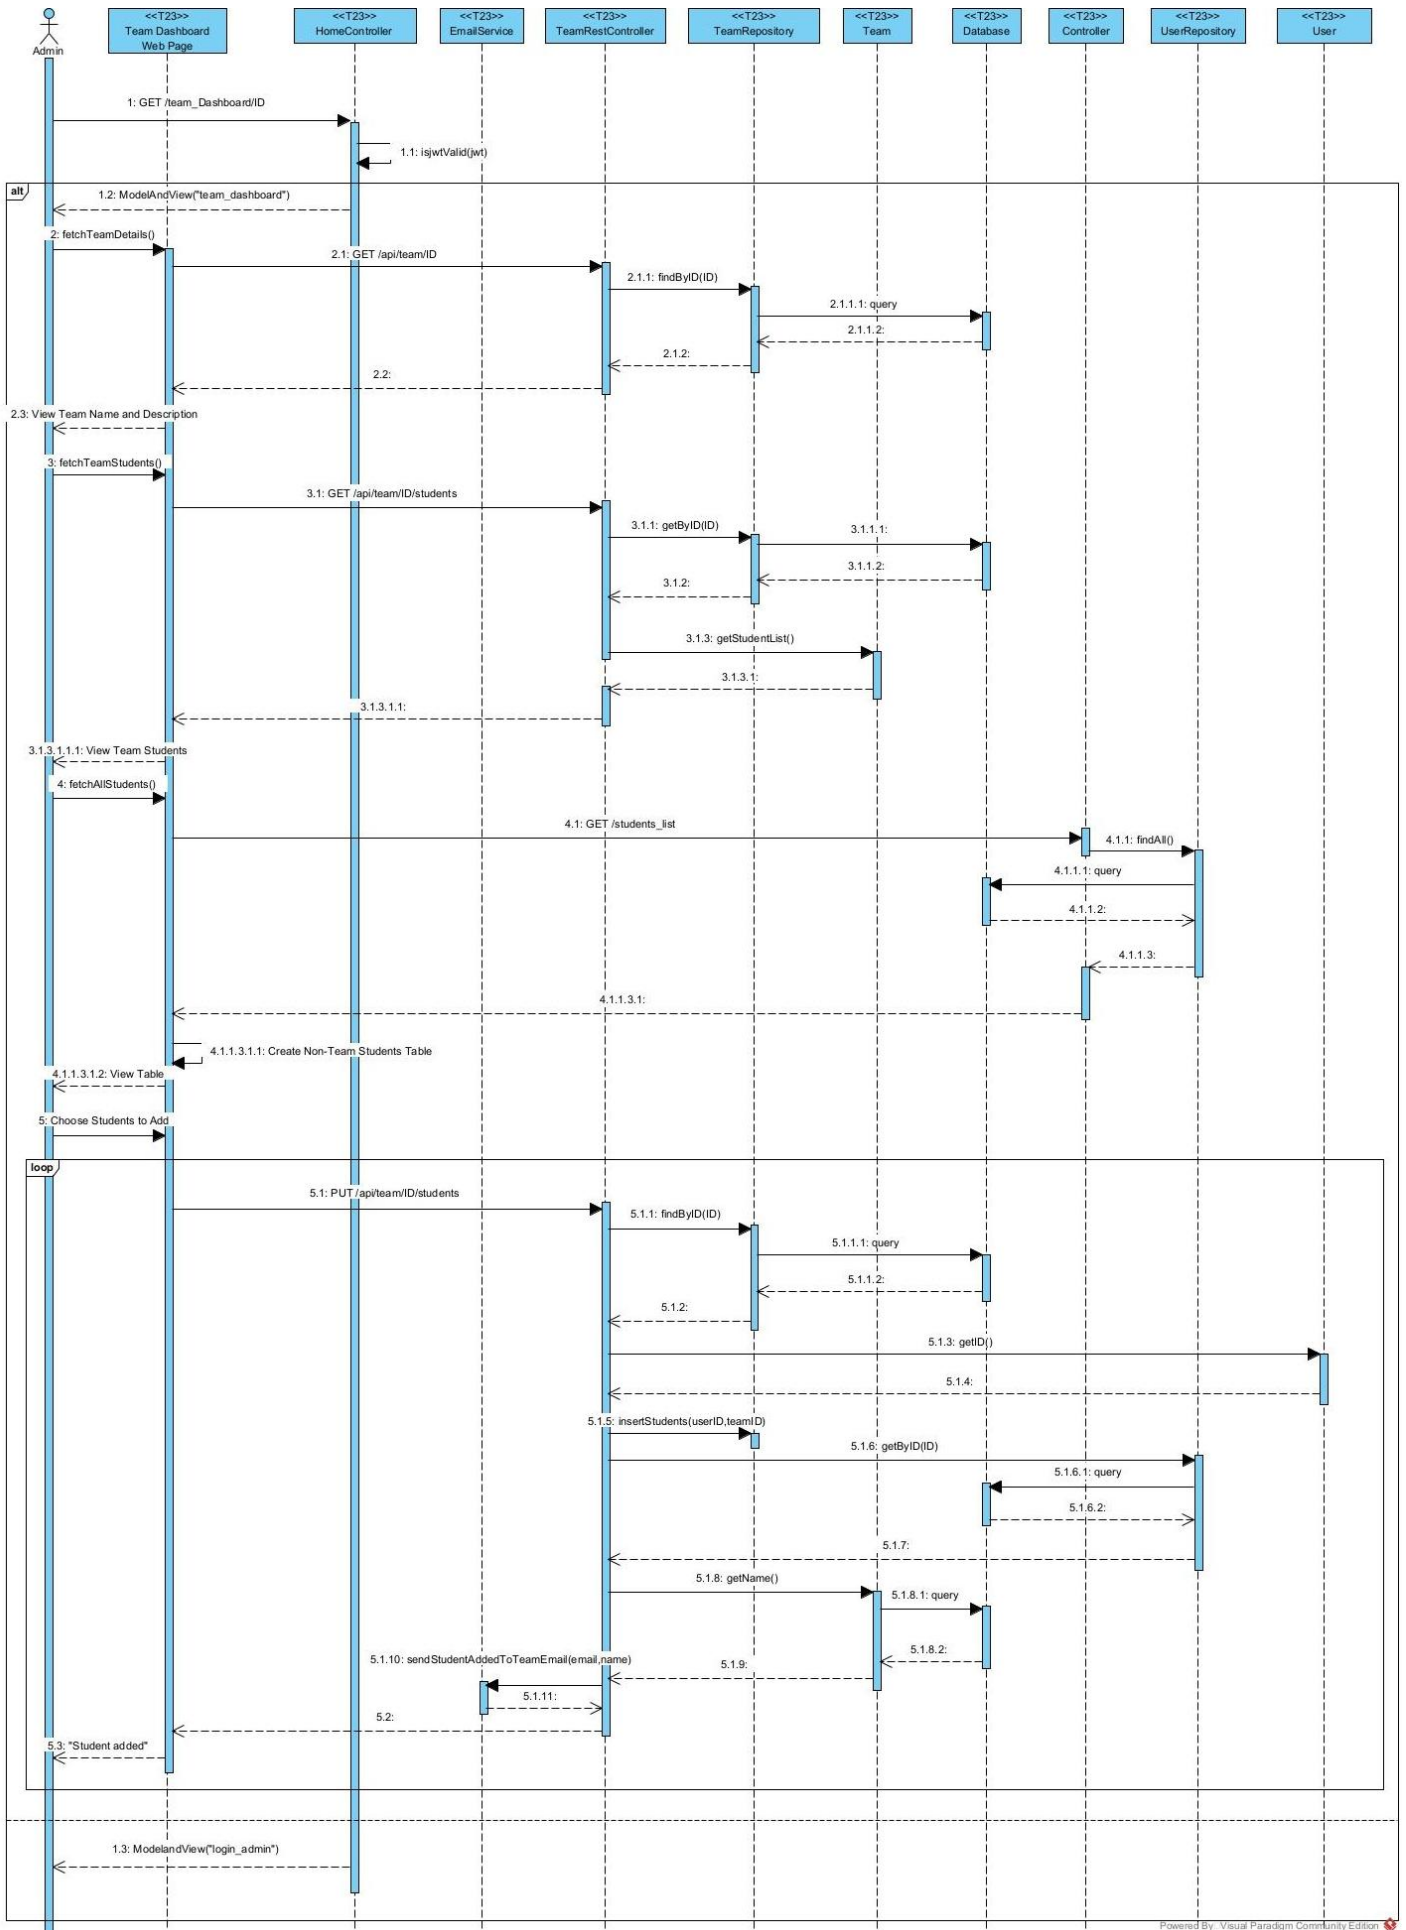 <<T23>>
Team Dashboard
Web Page
<<T23>>
HomeController
<<T23>>
EmailService
<<T23>>
TeamRestController
<<T23>>
TeamRepository
<<T23>>
Team
<<T23>>
Database
<<T23>>
Controller
<<T23>>
UserRepository
<<T23>>
User
Admin
1: GET /team_Dashboard/ID
1.1: isjwtValid(jwt)
alt
1.2: ModelAndView("team_dashboard")
2: fetchTeamDetails()
2.1: GET /api/team/ID
2.1.1: findByID(ID)
2.1.1.1: query
2.1.1.2:
2.1.2:
2.2:
2.3: View Team Name and Description
3: fetchTeamStudents()
3.1: GET /api/team/ID/students
3.1.1: getByID(ID)
3.1.1.1:
3.1.1.2:
3.1.2:
3.1.3: getStudentList()
3.1.3.1:
3.1.3.1.1:
3.1.3.1.1.1: View Team Students
4: fetchAllStudents()
4.1: GET /students_list
4.1.1: findAll()
4.1.1.1: query
4.1.1.2:
4.1.1.3:
4.1.1.3.1:
4.1.1.3.1.1: Create Non-Team Students Table
4.1.1.3.1.2: View Table
5: Choose Students to Add
loop
5.1: PUT /api/team/ID/students
5.1.1: findByID(ID)
5.1.1.1: query
5.1.1.2:
5.1.2:
5.1.3: getID()
5.1.4:
5.1.5: insertStudents(userID,teamID)
5.1.6: getByID(ID)
5.1.6.1: query
5.1.6.2:
5.1.7:
5.1.8: getName()
5.1.8.1: query
5.1.8.2:
5.1.9:
5.1.10: sendStudentAddedToTeamEmail(email,name)
5.1.11:
5.2:
5.3: "Student added"
1.3: ModelandView("login_admin")
Powered By: Visual Paradigm Community Edition